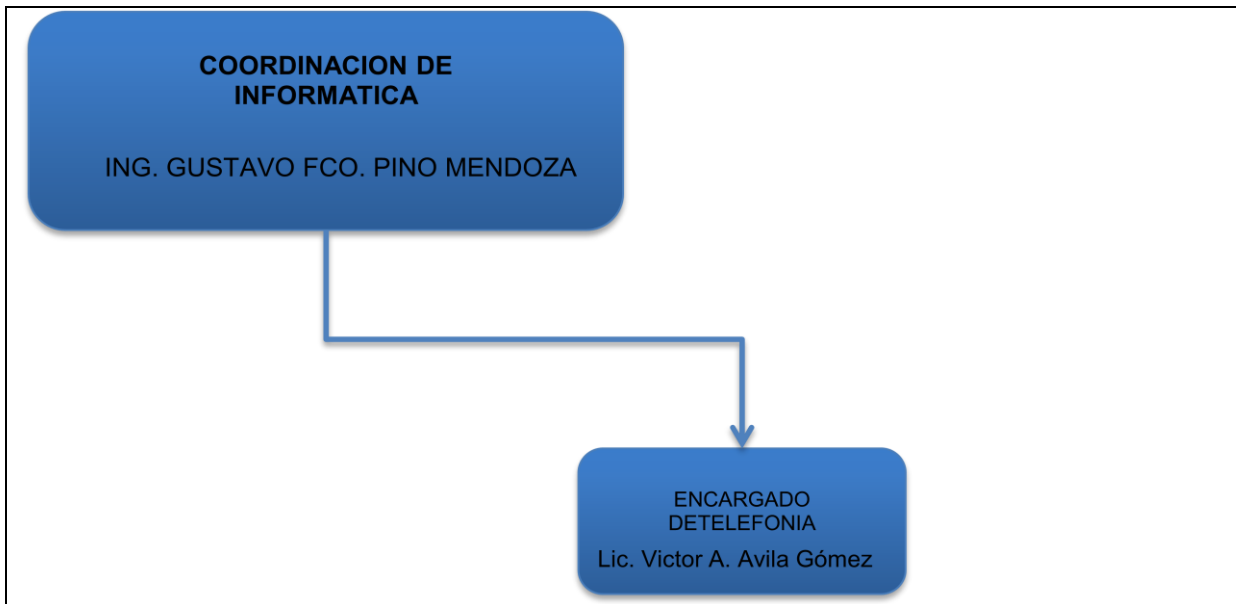 COORDINACION DE
INFORMATICA
ING. GUSTAVO FCO. PINO MENDOZA
ENCARGADO
DETELEFONIA
Lic. Victor A. Avila Gómez